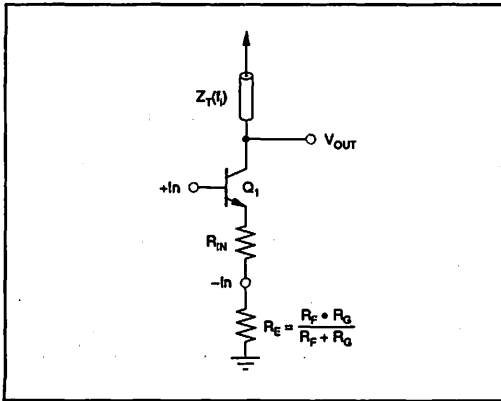 Z_T(f_i)
V_OUT
+In
Q_1
R_IN
–In
R_E = R_F • R_G / R_F + R_G